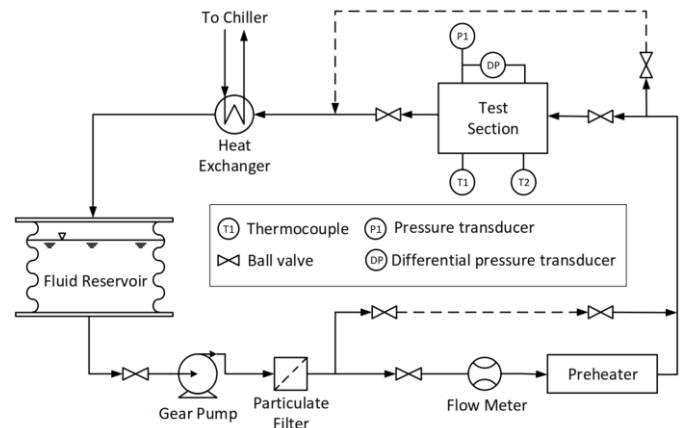 To Chiller
P1
DP
Test
Section
Heat
Exchanger
T1
T2
T1 Thermocouple
P1 Pressure transducer
Ball valve
DP Differential pressure transducer
Fluid Reservoir
Gear Pump
Particulate
Filter
Flow Meter
Preheater